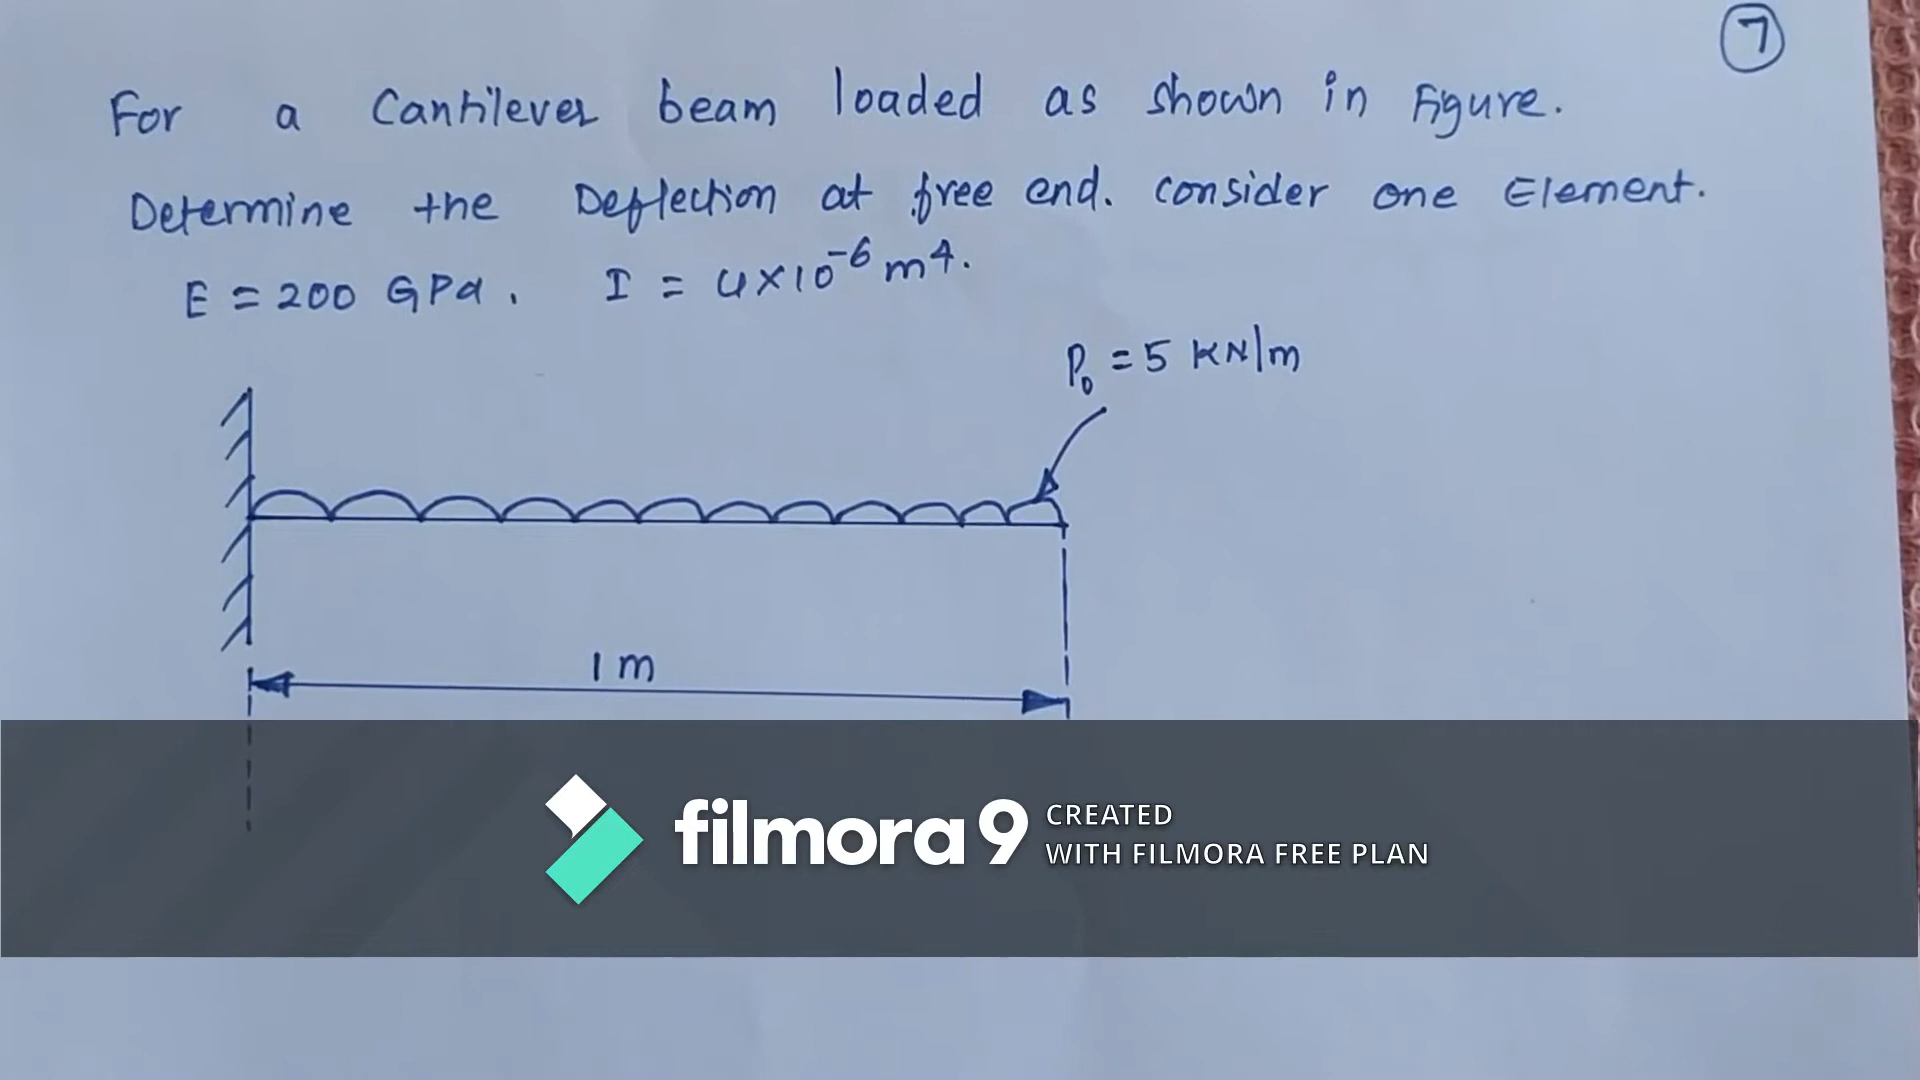 7
For a Cantilever beam loaded as shown in Figure.
Determine the Deflection at free end. consider one Element.
E = 200 GPa. I = 4×10⁻⁶ m⁴.
P₀ = 5 KN/m
1 m
filmora 9 CREATED
WITH FILMORA FREE PLAN